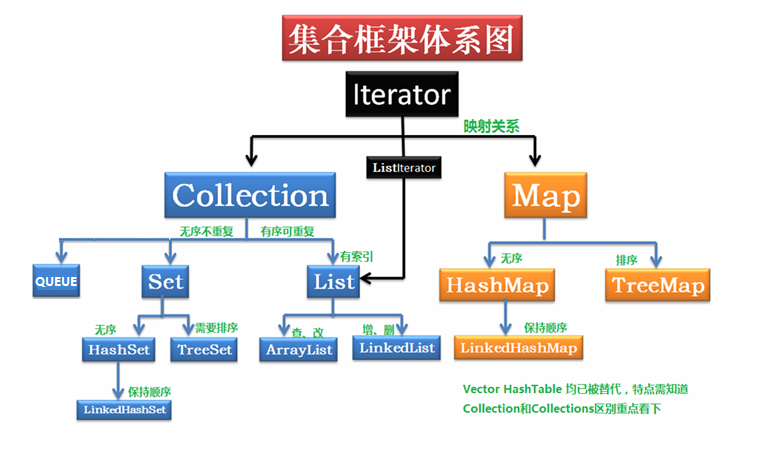 集合框架体系图
Iterator
映射关系
ListIterator
Collection
Map
无序不重复
有序可重复
有索引
无序
排序
QUEUE
Set
List
HashMap
TreeMap
无序
需要排序
查、改
增、删
保持顺序
HashSet
TreeSet
ArrayList
LinkedList
LinkedHashMap
保持顺序
LinkedHashSet
Vector HashTable 均已被替代，特点需知道
Collection和Collections区别重点看下